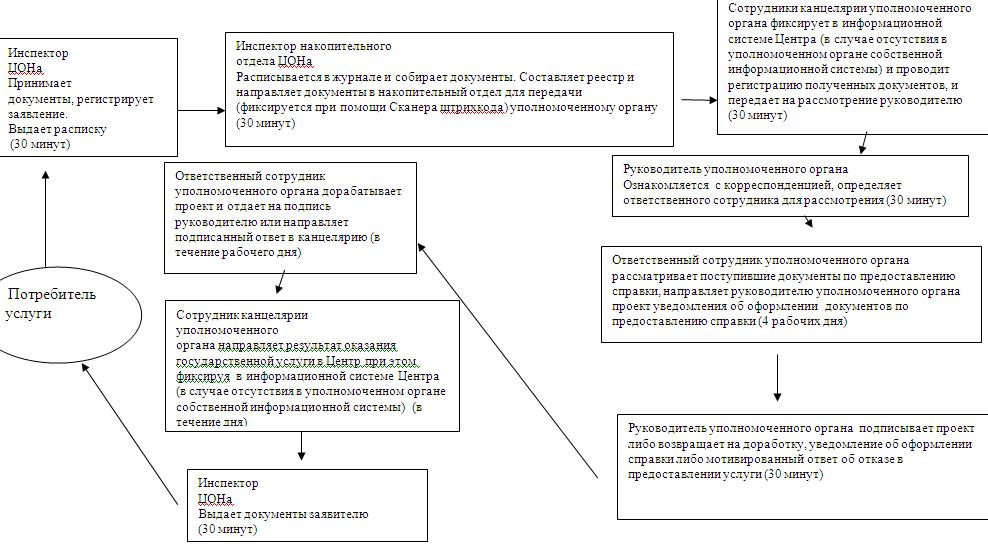 Потребитель
услуги
Инспектор
ЦОНа
Принимает
документы, регистрирует
заявление.
Выдает расписку
(30 минут)
Инспектор накопительного
отдела ЦОНа
Расписывается в журнале и собирает документы. Составляет реестр и
направляет документы в накопительный отдел для передачи
(фиксируется при помощи Сканера штрихкода) уполномоченному органу
(30 минут)
Сотрудники канцелярии уполномоченного
органа фиксирует в информационной
системе Центра (в случае отсутствия в
уполномоченном органе собственной
информационной системы) и проводит
регистрацию полученных документов, и
передает на рассмотрение руководителю
(30 минут)
Руководитель уполномоченного органа
Ознакомляется с корреспонденцией, определяет
ответственного сотрудника для рассмотрения (30 минут)
Ответственный сотрудник уполномоченного органа
рассматривает поступившие документы по предоставлению
справки, направляет руководителю уполномоченного органа
проект уведомления об оформлении документов по
предоставлению справки (4 рабочих дня)
Руководитель уполномоченного органа подписывает проект
либо возвращает на доработку, уведомление об оформлении
справки либо мотивированный ответ об отказе в
предоставлении услуги (30 минут)
Ответственный сотрудник
уполномоченного органа дорабатывает
проект и отдает на подпись
руководителю или направляет
подписанный ответ в канцелярию (в
течение рабочего дня)
Сотрудник канцелярии
уполномоченного
органа направляет результат оказания
государственной услуги в Центр при этом
фиксируя в информационной системе Центра
(в случае отсутствия в уполномоченном органе
собственной информационной системы) (в
течение дня)
Инспектор
ЦОНа
Выдает документы заявителю
(30 минут)